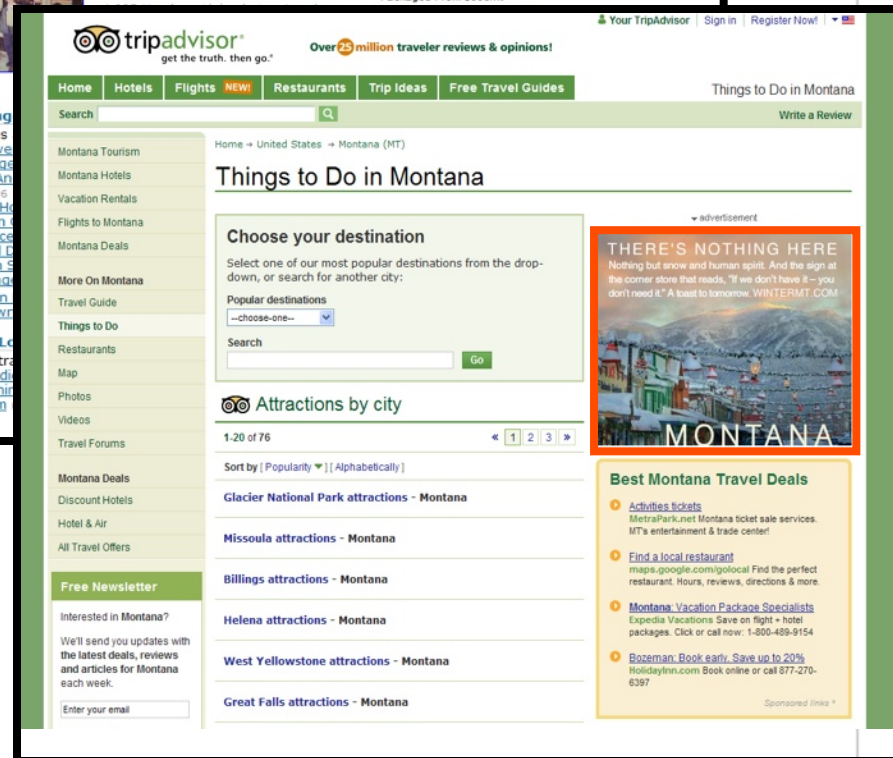 Your TripAdvisor | Sign in | Register Now! |
tripadvisor®
get the truth. then go.®
Over 25 million traveler reviews & opinions!
Home
Hotels
Flights NEW!
Restaurants
Trip Ideas
Free Travel Guides
Things to Do in Montana
Search
Write a Review
Montana Tourism
Montana Hotels
Vacation Rentals
Flights to Montana
Montana Deals
More On Montana
Travel Guide
Things to Do
Restaurants
Map
Photos
Videos
Travel Forums
Montana Deals
Discount Hotels
Hotel & Air
All Travel Offers
Free Newsletter
Interested in Montana?
We'll send you updates with
the latest deals, reviews
and articles for Montana
each week.
Enter your email
Home → United States → Montana (MT)
Things to Do in Montana
Choose your destination
Select one of our most popular destinations from the drop-
down, or search for another city:
Popular destinations
--choose-one--
Search
Go
Attractions by city
1-20 of 76
« 1 2 3 »
Sort by [ Popularity ] [ Alphabetically ]
Glacier National Park attractions - Montana
Missoula attractions - Montana
Billings attractions - Montana
Helena attractions - Montana
West Yellowstone attractions - Montana
Great Falls attractions - Montana
advertisement
THERE'S NOTHING HERE
Nothing but snow and human spirit. And the sign at
the corner store that reads, "If we don't have it – you
don't need it." A toast to tomorrow. WINTERMT.COM
MONTANA
Best Montana Travel Deals
Activities tickets
MetraPark.net Montana ticket sale services.
MT's entertainment & trade center!
Find a local restaurant
maps.google.com/golocal Find the perfect
restaurant. Hours, reviews, directions & more.
Montana: Vacation Package Specialists
Expedia Vacations Save on flight + hotel
packages. Click or call now: 1-800-489-9154
Bozeman: Book early. Save up to 20%
HolidayInn.com Book online or call 877-270-
6397
Sponsored links *